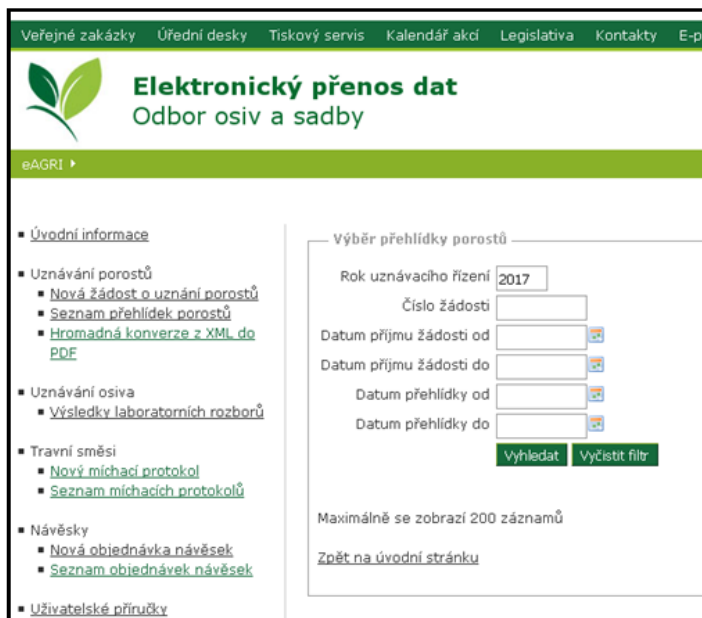 Veřejné zakázky Úřední desky Tiskový servis Kalendář akcí Legislativa Kontakty
Elektronický přenos dat
Odbor osiv a sadby
eAGRI
Úvodní informace
Uznávání porostů
Nová žádost o uznání porostů
Seznam přehlídek porostů
Hromadná konverze z XML do
PDF
Uznávání osiva
Výsledky laboratorních rozborů
Travní směsi
Nový míchací protokol
Seznam míchacích protokolů
Návěsky
Nová objednávka návěsek
Seznam objednávek návěsek
Uživatelské příručky
Výběr přehlídky porostů
Rok uznávacího řízení 2017
Číslo žádosti
Datum příjmu žádosti od
Datum příjmu žádosti do
Datum přehlídky od
Datum přehlídky do
Vyhledat Vyčistit filtr
Maximálně se zobrazí 200 záznamů
Zpět na úvodní stránku